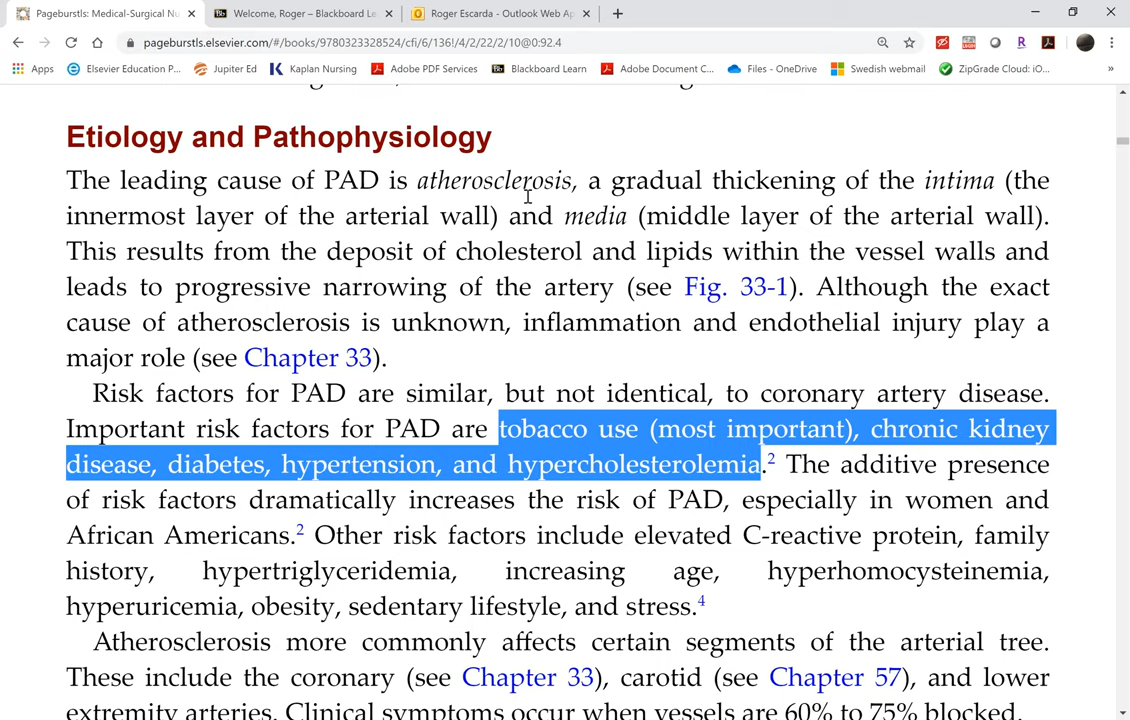 Pageburstls: Medical-Surgical Nu
Welcome, Roger – Blackboard Le
Roger Escarda - Outlook Web Ap
pageburstls.elsevier.com/#/books/9780323328524/cfi/6/136!/4/2/22/2/10@0:92.4
Apps
Elsevier Education P...
Jupiter Ed
Kaplan Nursing
Adobe PDF Services
Blackboard Learn
Adobe Document C...
Files - OneDrive
Swedish webmail
ZipGrade Cloud: iO...
»
Etiology and Pathophysiology
The leading cause of PAD is atherosclerosis, a gradual thickening of the intima (the
innermost layer of the arterial wall) and media (middle layer of the arterial wall).
This results from the deposit of cholesterol and lipids within the vessel walls and
leads to progressive narrowing of the artery (see Fig. 33-1). Although the exact
cause of atherosclerosis is unknown, inflammation and endothelial injury play a
major role (see Chapter 33).
Risk factors for PAD are similar, but not identical, to coronary artery disease.
Important risk factors for PAD are tobacco use (most important), chronic kidney
disease, diabetes, hypertension, and hypercholesterolemia.2 The additive presence
of risk factors dramatically increases the risk of PAD, especially in women and
African Americans.2 Other risk factors include elevated C-reactive protein, family
history, hypertriglyceridemia, increasing age, hyperhomocysteinemia,
hyperuricemia, obesity, sedentary lifestyle, and stress.4
Atherosclerosis more commonly affects certain segments of the arterial tree.
These include the coronary (see Chapter 33), carotid (see Chapter 57), and lower
extremity arteries. Clinical symptoms occur when vessels are 60% to 75% blocked.